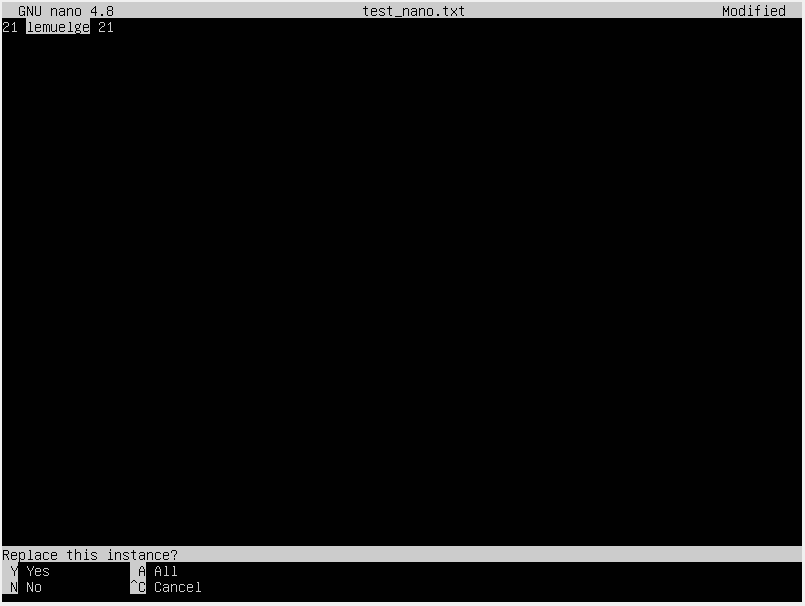 GNU nano 4.8 test_nano.txt Modified
21 lemuelge 21
Replace this instance?
Y Yes A All
N No ^C Cancel